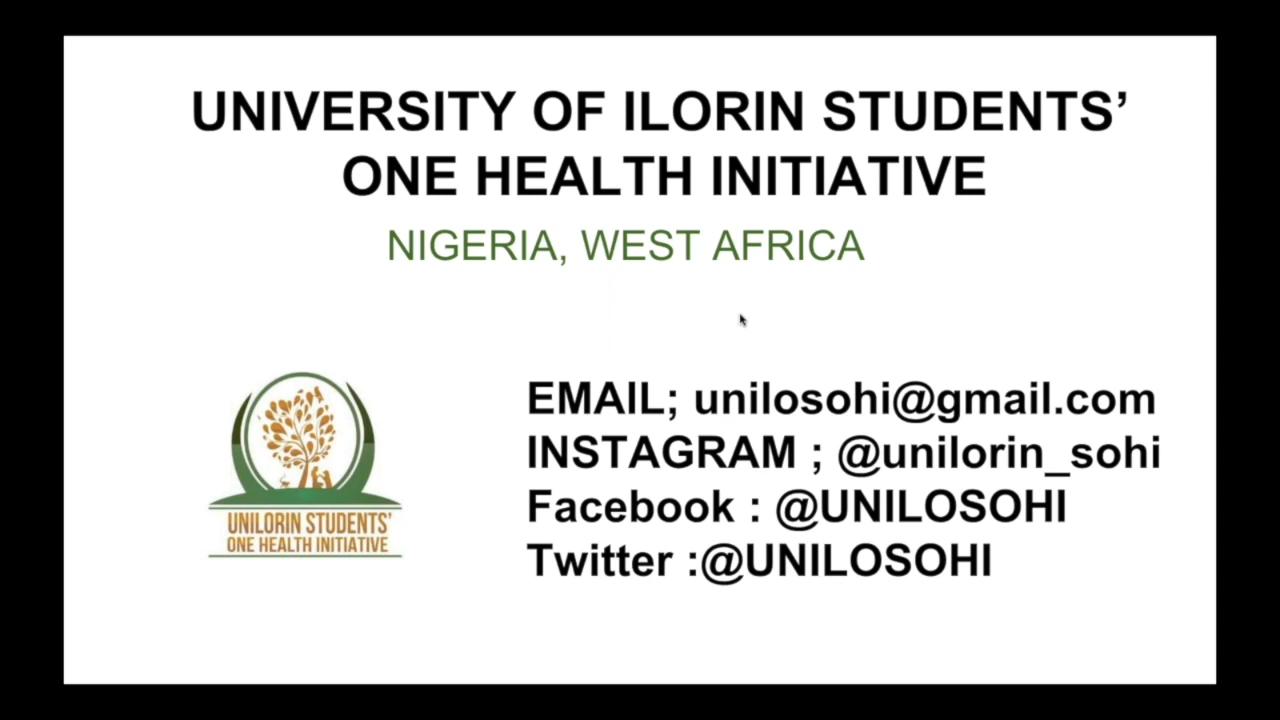 UNIVERSITY OF ILORIN STUDENTS’
ONE HEALTH INITIATIVE
NIGERIA, WEST AFRICA
EMAIL; unilosohi@gmail.com
INSTAGRAM ; @unilorin_sohi
Facebook : @UNILOSOHI
Twitter :@UNILOSOHI
UNILORIN STUDENTS’
ONE HEALTH INITIATIVE